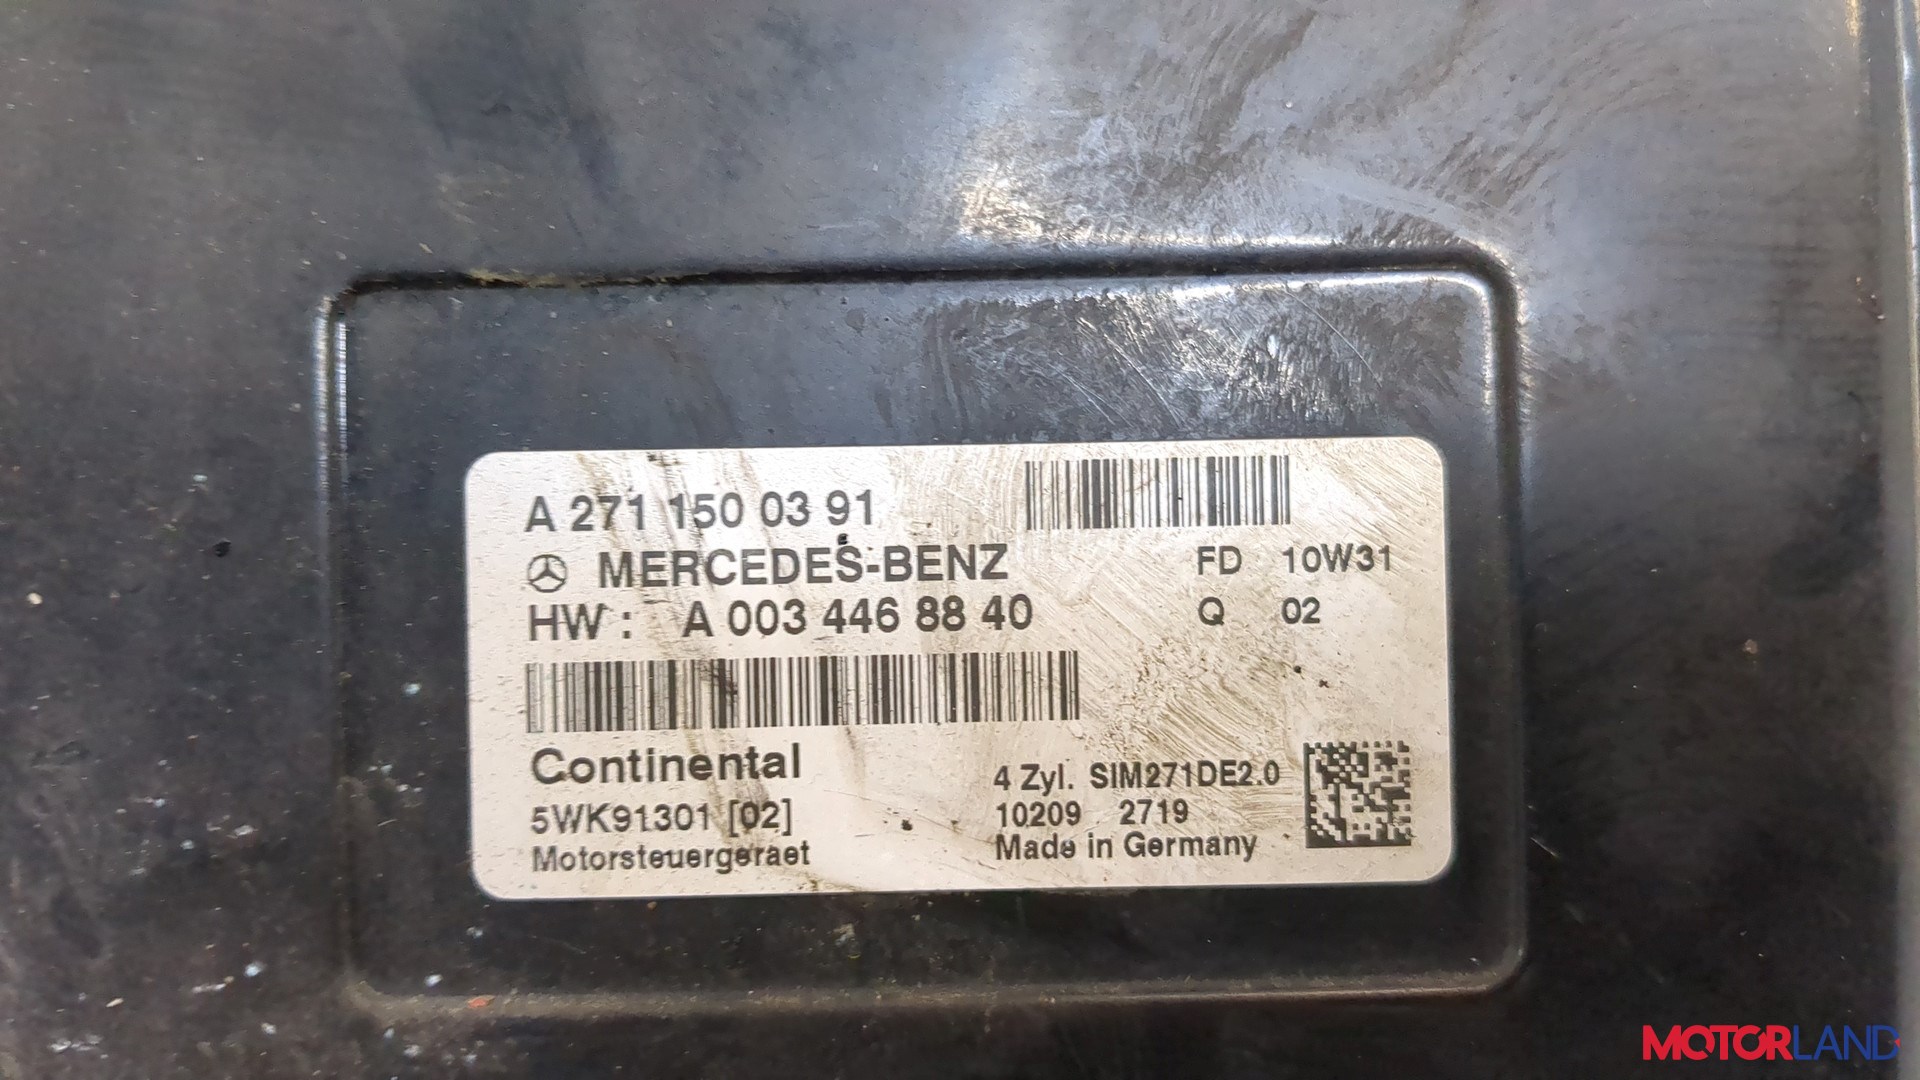 A 271 150 03 91
MERCEDES-BENZ FD 10W31
HW : A 003 446 88 40 Q 02
Continental
4 Zyl. SIM271DE2.0
5WK91301 [02] 10209 2719
Motorsteuergeraet Made in Germany
MOTORLAND